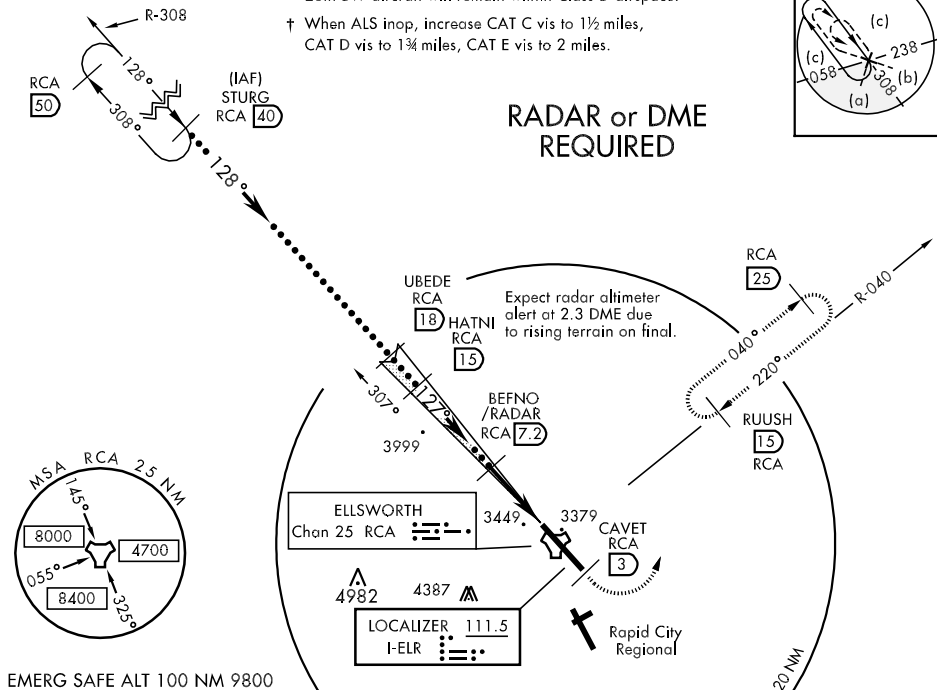 † When ALS inop, increase CAT C vis to 1½ miles,
CAT D vis to 1¾ miles, CAT E vis to 2 miles.
R-308
RCA
50
128°
308°
(IAF)
STURG
RCA 40
RADAR or DME
REQUIRED
(c)
(c)
238
058
308
(b)
(a)
128°
UBEDE
RCA
18
HATNI
RCA
15
Expect radar altimeter
alert at 2.3 DME due
to rising terrain on final.
RCA
25
R-040
040°
220°
RUUSH
15
RCA
307°
127°
BEFNO
/RADAR
RCA 7.2
3999
MSA RCA 25 NM
145°
8000
4700
055°
8400
325°
ELLSWORTH
Chan 25 RCA
3449
3379
CAVET
RCA
3
4982
4387
LOCALIZER 111.5
I-ELR
Rapid City
Regional
20 NM
EMERG SAFE ALT 100 NM 9800